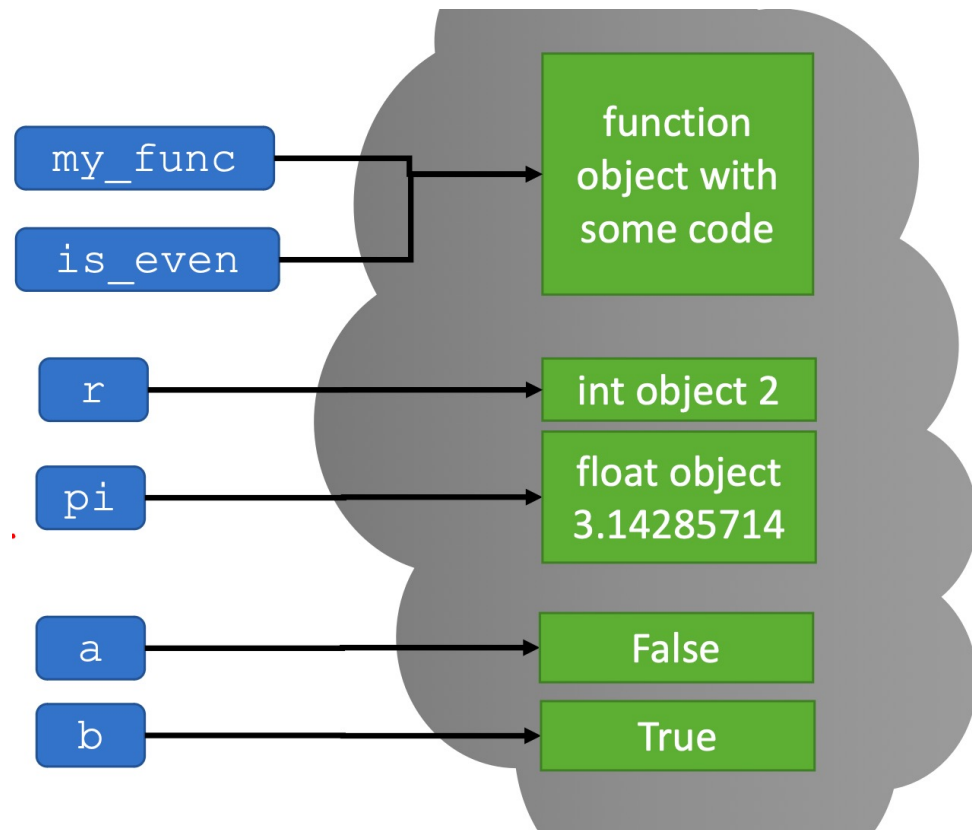 my_func
is_even
r
pi
a
b
function
object with
some code
int object 2
float object
3.14285714
False
True